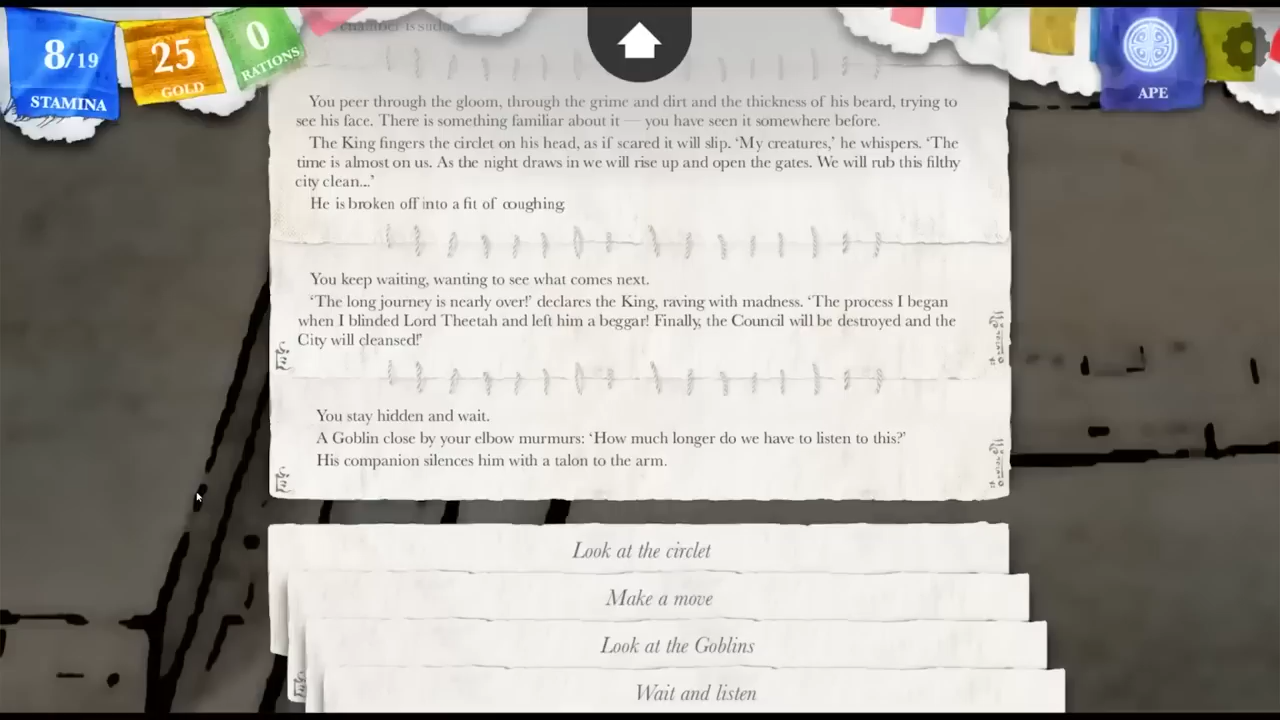 8/19
STAMINA
25
GOLD
0
RATIONS
APE
You peer through the gloom, through the grime and dirt and the thickness of his beard, trying to
see his face. There is something familiar about it — you have seen it somewhere before.
The King fingers the circlet on his head, as if scared it will slip. ‘My creatures,’ he whispers. ‘The
time is almost on us. As the night draws in we will rise up and open the gates. We will rub this filthy
city clean...’
He is broken off into a fit of coughing.
You keep waiting, wanting to see what comes next.
‘The long journey is nearly over!’ declares the King, raving with madness. ‘The process I began
when I blinded Lord Theetah and left him a beggar! Finally, the Council will be destroyed and the
City will cleansed!’
You stay hidden and wait.
A Goblin close by your elbow murmurs: ‘How much longer do we have to listen to this?’
His companion silences him with a talon to the arm.
Look at the circlet
Make a move
Look at the Goblins
Wait and listen